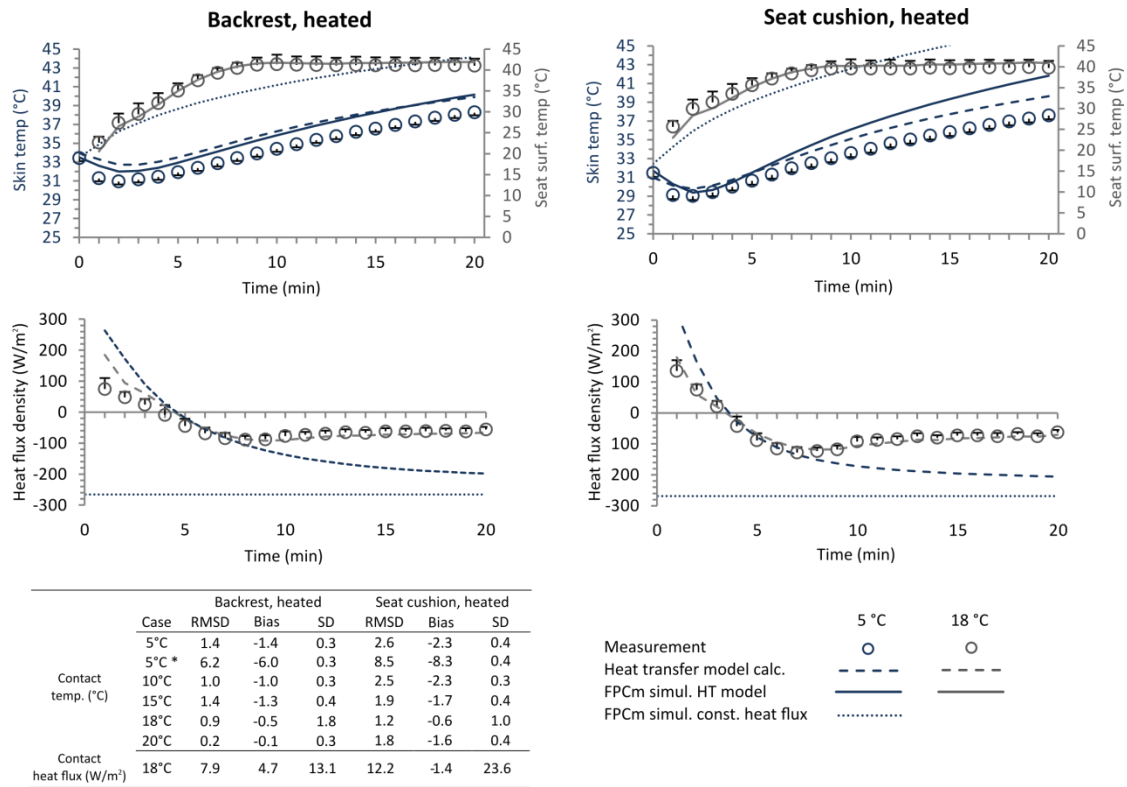 Backrest, heated
Seat cushion, heated
Skin temp (°C)
45
43
41
39
37
35
33
31
29
27
25
45
40
35
30
25
20
15
10
5
0
Seat surf. temp (°C)
0 5 10 15 20
Time (min)
Skin temp (°C)
45
43
41
39
37
35
33
31
29
27
25
45
40
35
30
25
20
15
10
5
0
Seat surf. temp (°C)
0 5 10 15 20
Time (min)
Heat flux density (W/m²)
300
200
100
0
-100
-200
-300
0 5 10 15 20
Time (min)
Heat flux density (W/m²)
300
200
100
0
-100
-200
-300
0 5 10 15 20
Time (min)
Backrest, heated Seat cushion, heated
Case RMSD Bias SD RMSD Bias SD
Contact
temp. (°C)
5°C 1.4 -1.4 0.3 2.6 -2.3 0.4
5°C * 6.2 -6.0 0.3 8.5 -8.3 0.4
10°C 1.0 -1.0 0.3 2.5 -2.3 0.3
15°C 1.4 -1.3 0.4 1.9 -1.7 0.4
18°C 0.9 -0.5 1.8 1.2 -0.6 1.0
20°C 0.2 -0.1 0.3 1.8 -1.6 0.4
Contact
heat flux (W/m²)
18°C 7.9 4.7 13.1 12.2 -1.4 23.6
5 °C 18 °C
Measurement
Heat transfer model calc.
FPCm simul. HT model
FPCm simul. const. heat flux